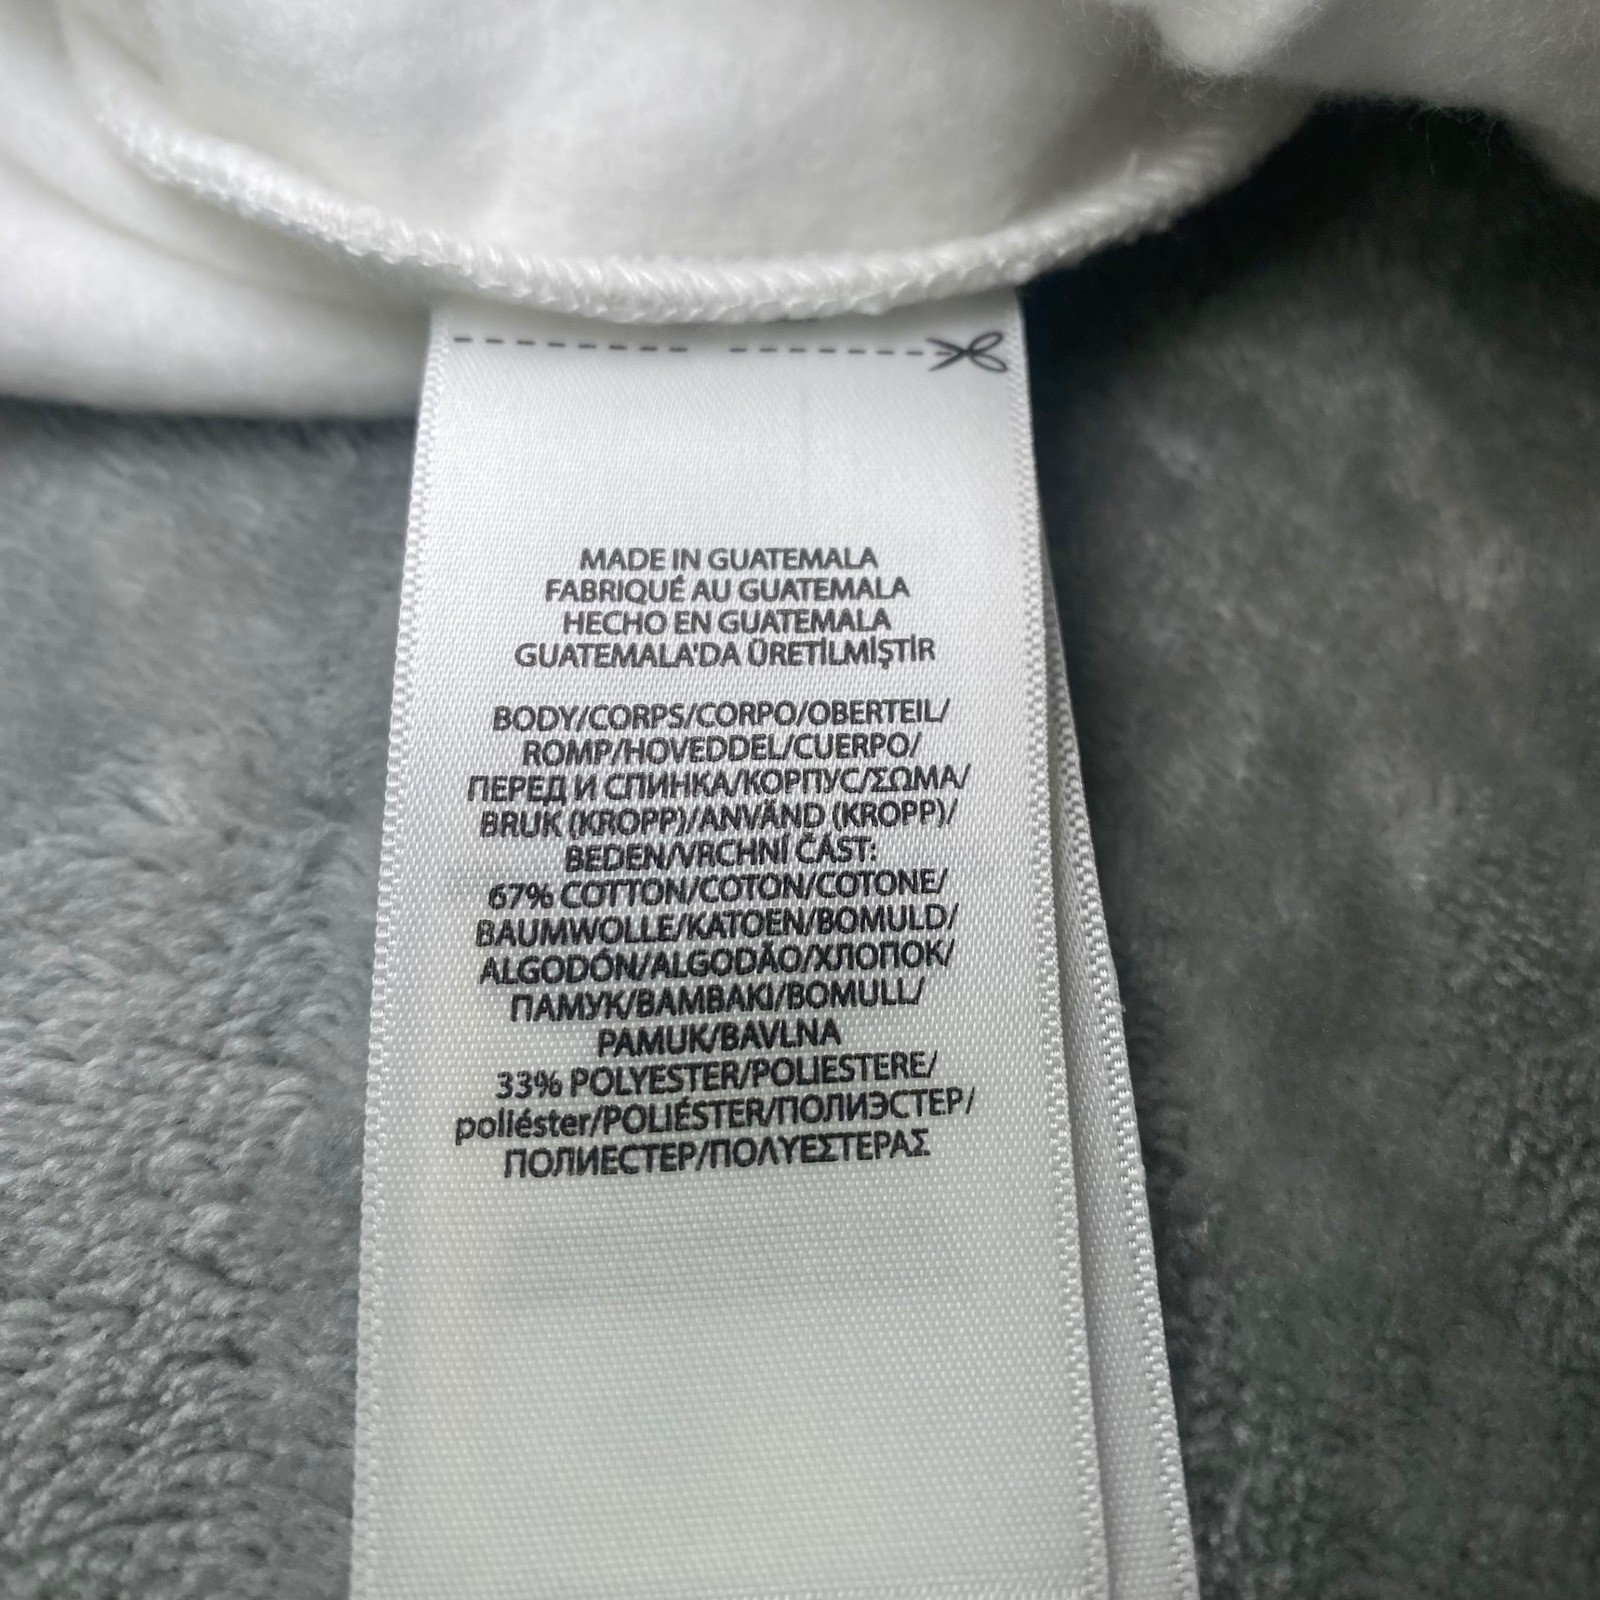 MADE IN GUATEMALA
FABRIQUÉ AU GUATEMALA
HECHO EN GUATEMALA
GUATEMALA'DA ÜRETİLMİŞTİR
BODY/CORPS/CORPO/OBERTEIL/
ROMP/HOVEDDEL/CUERPO/
ПЕРЕД И СПИНКА/КОРПУС/ΣΩΜΑ/
BRUK (KROPP)/ANVÄND (KROPP)/
BEDEN/VRCHNÍ ČÁST:
67% COTTON/COTON/COTONE/
BAUMWOLLE/KATOEN/BOMULD/
ALGODÓN/ALGODÃO/ХЛОПОК/
ПАМУК/ΒΑΜΒΑΚΙ/BOMULL/
PAMUK/BAVLNA
33% POLYESTER/POLIESTERE/
poliéster/POLIÉSTER/ПОЛИЭСТЕР/
ПОЛИЕСТЕР/ΠΟΛΥΕΣΤΕΡΑΣ